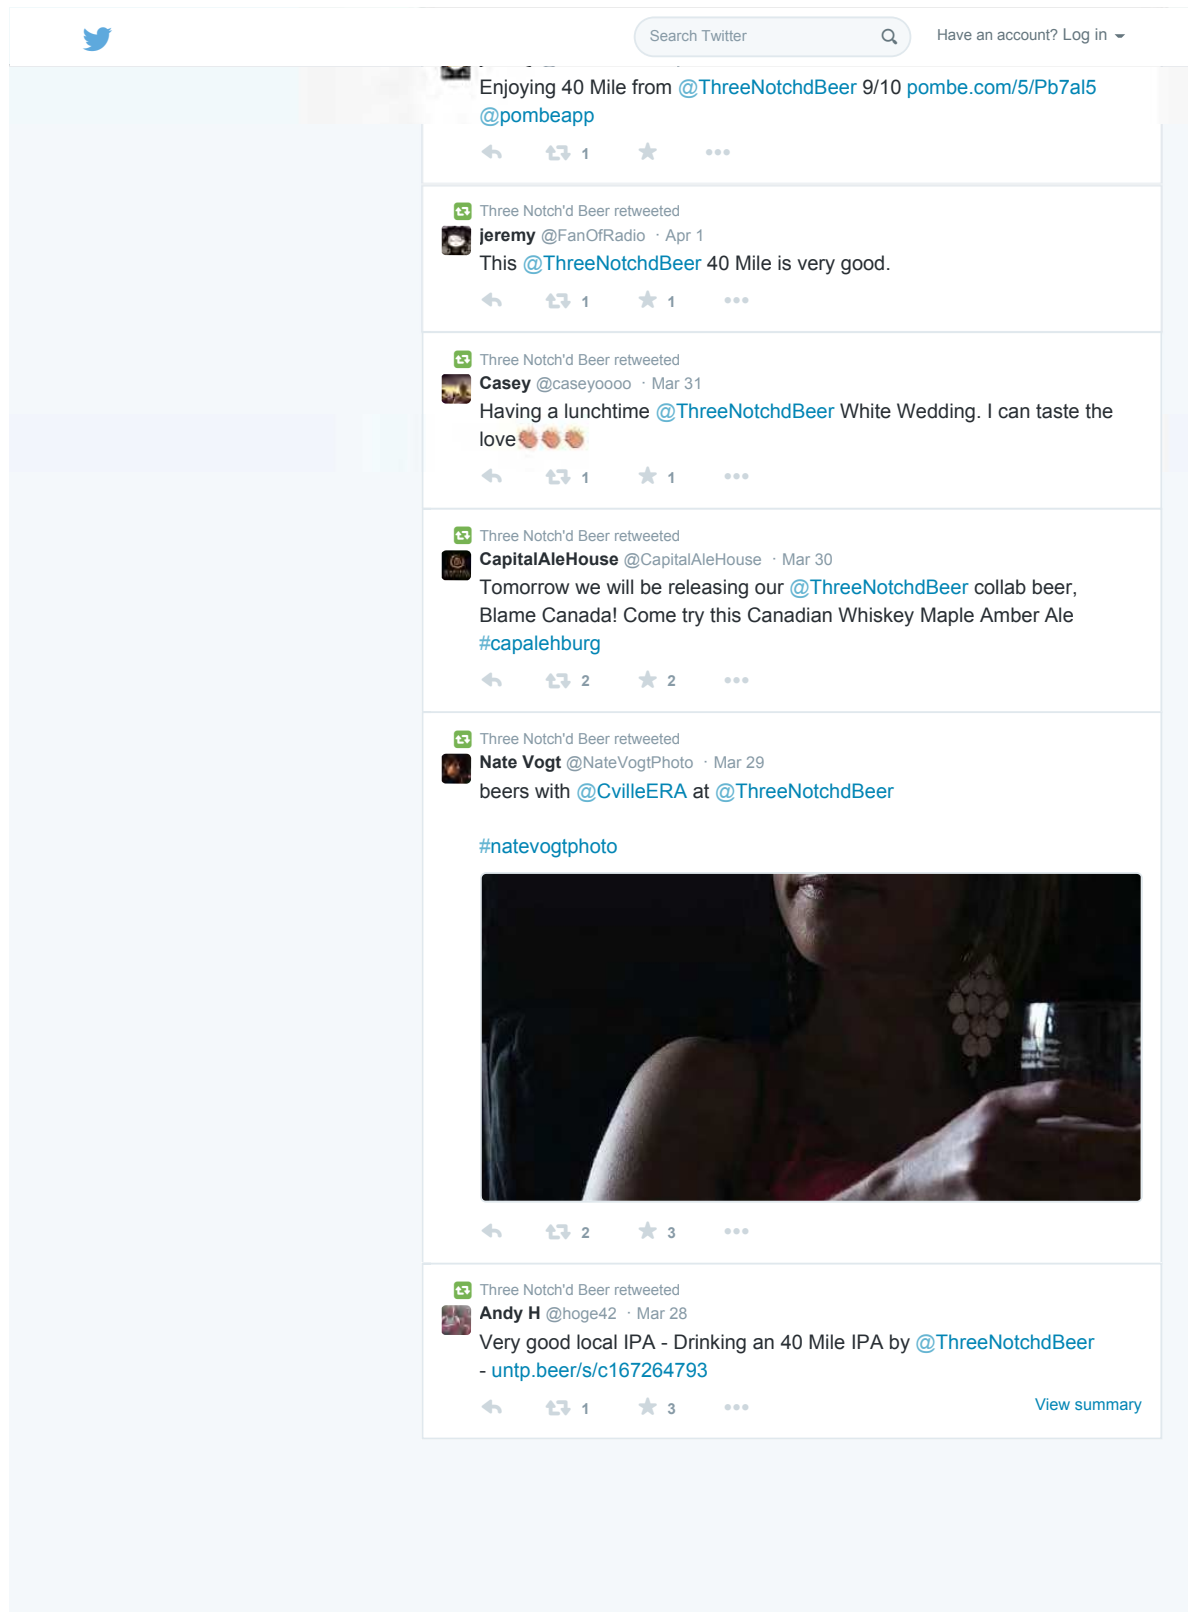 Search Twitter
Have an account? Log in
Enjoying 40 Mile from @ThreeNotchdBeer 9/10 pombe.com/5/Pb7al5
@pombeapp
1
Three Notch'd Beer retweeted
jeremy @FanOfRadio · Apr 1
This @ThreeNotchdBeer 40 Mile is very good.
1 1
Three Notch'd Beer retweeted
Casey @caseyoooo · Mar 31
Having a lunchtime @ThreeNotchdBeer White Wedding. I can taste the
love👏👏👏
1 1
Three Notch'd Beer retweeted
CapitalAleHouse @CapitalAleHouse · Mar 30
Tomorrow we will be releasing our @ThreeNotchdBeer collab beer,
Blame Canada! Come try this Canadian Whiskey Maple Amber Ale
#capalehburg
2 2
Three Notch'd Beer retweeted
Nate Vogt @NateVogtPhoto · Mar 29
beers with @CvilleERA at @ThreeNotchdBeer
#natevogtphoto
2 3
Three Notch'd Beer retweeted
Andy H @hoge42 · Mar 28
Very good local IPA - Drinking an 40 Mile IPA by @ThreeNotchdBeer
- untp.beer/s/c167264793
1 3
View summary